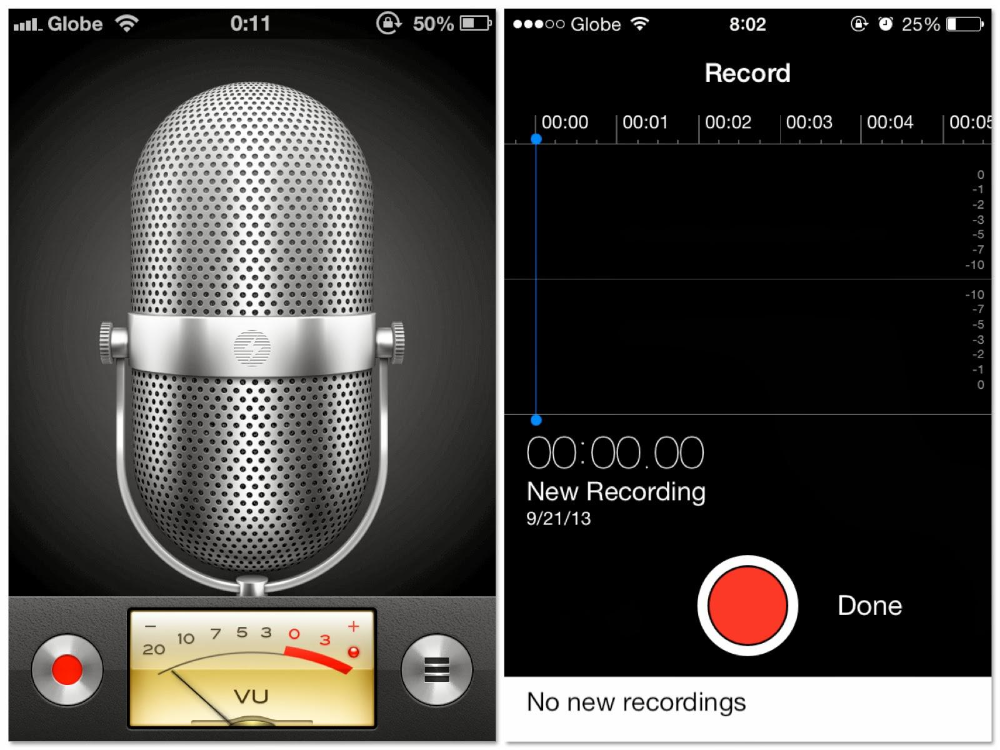 Globe 0:11 50%
− 20 10 7 5 3 0 3 +
VU
Globe 8:02 25%
Record
00:00 00:01 00:02 00:03 00:04 00:05
0
-1
-2
-3
-5
-7
-10
-10
-7
-5
-3
-2
-1
0
00:00.00
New Recording
9/21/13
Done
No new recordings